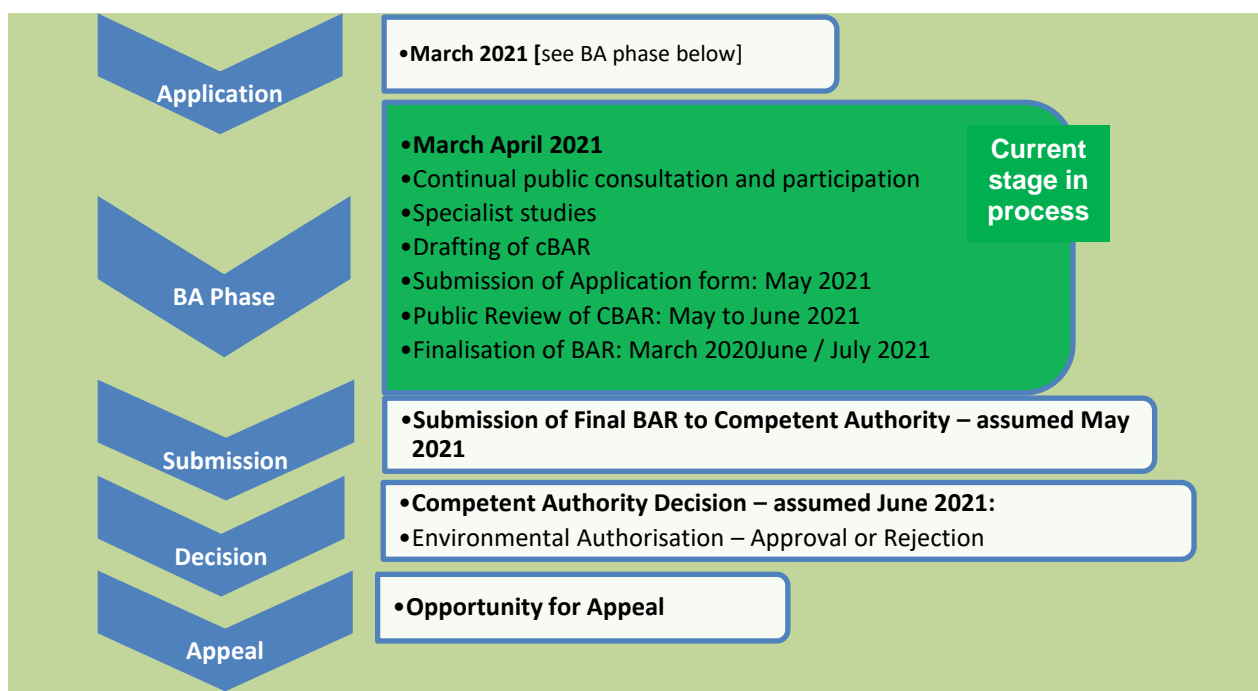 Application
•March 2021 [see BA phase below]
BA Phase
•March April 2021
•Continual public consultation and participation
•Specialist studies
•Drafting of cBAR
•Submission of Application form: May 2021
•Public Review of CBAR: May to June 2021
•Finalisation of BAR: March 2020June / July 2021
Current
stage in
process
Submission
•Submission of Final BAR to Competent Authority – assumed May
2021
Decision
•Competent Authority Decision – assumed June 2021:
•Environmental Authorisation – Approval or Rejection
Appeal
•Opportunity for Appeal